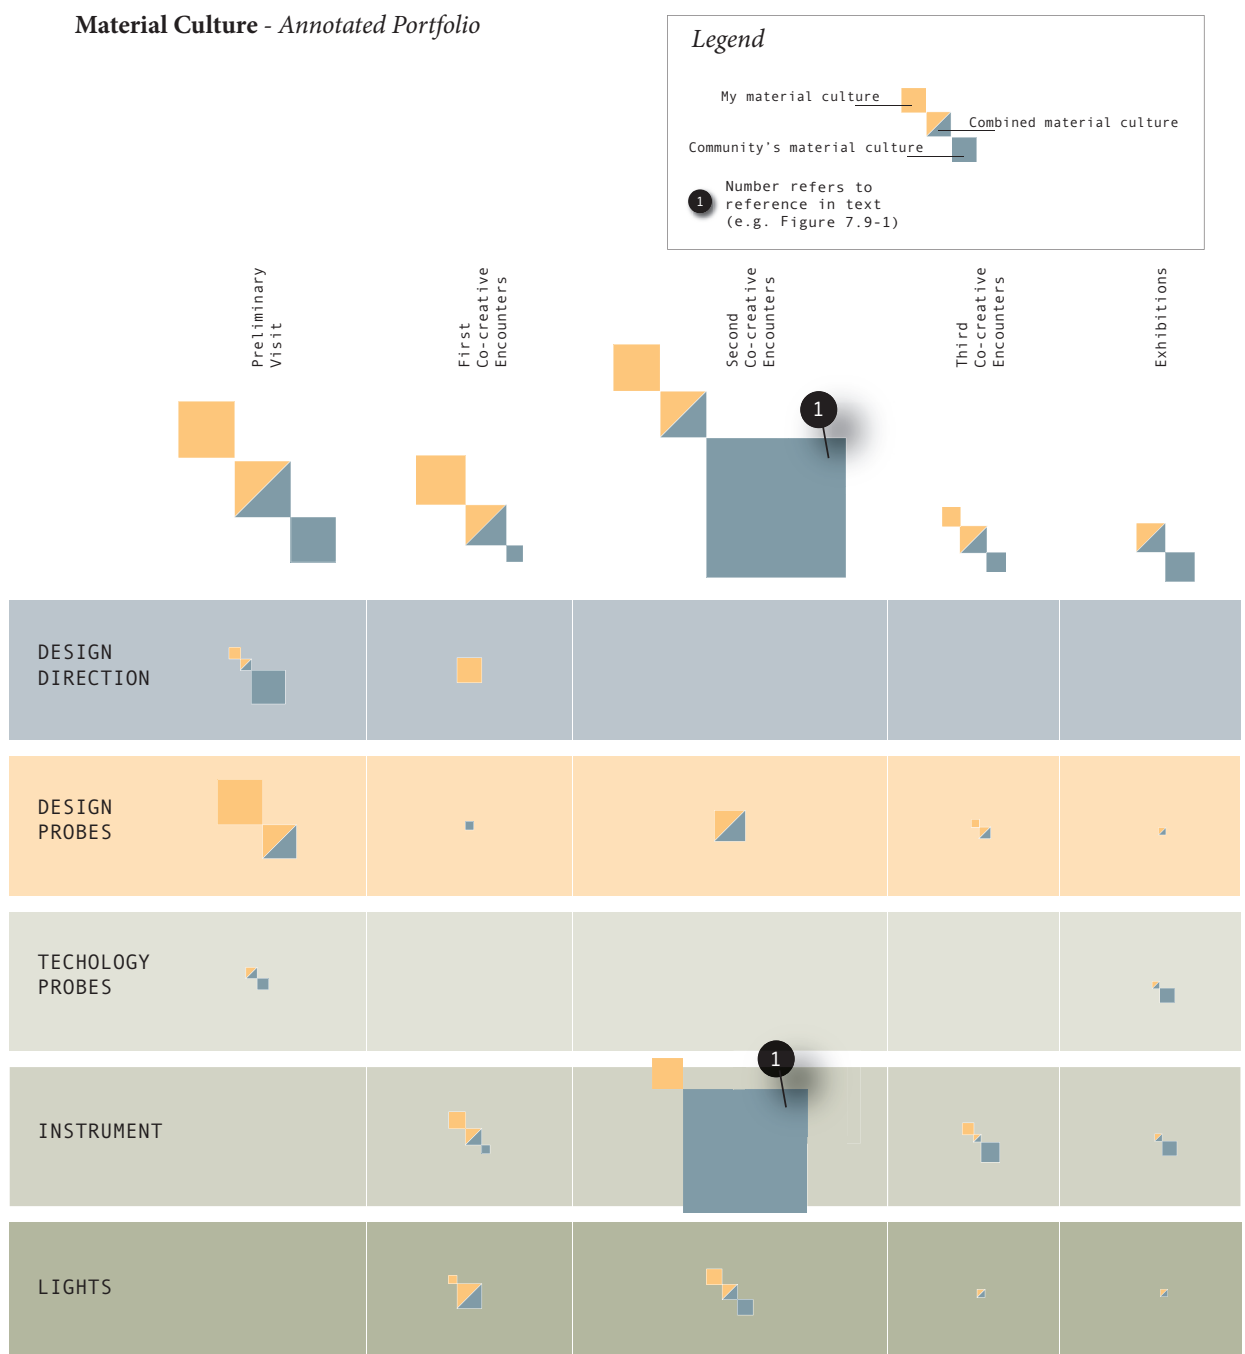 Material Culture - Annotated Portfolio
Legend
My material culture
Combined material culture
Community's material culture
1
Number refers to
reference in text
(e.g. Figure 7.9-1)
Preliminary
Visit
First
Co-creative
Encounters
Second
Co-creative
Encounters
Third
Co-creative
Encounters
Exhibitions
1
DESIGN
DIRECTION
DESIGN
PROBES
TECHOLOGY
PROBES
1
INSTRUMENT
LIGHTS